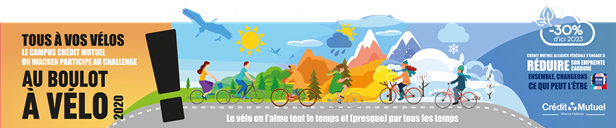 TOUS À VOS VÉLOS
LE CAMPUS CRÉDIT MUTUEL
DU WACKEN PARTICIPE AU CHALLENGE
AU BOULOT
À VÉLO
2020
!
Le vélo on l'aime tout le temps et (presque) par tous les temps
-30%
d'ici 2023
CRÉDIT MUTUEL ALLIANCE FÉDÉRALE S'ENGAGE À
RÉDUIRE SON EMPREINTE
CARBONE
ENSEMBLE, CHANGEONS
CE QUI PEUT L'ÊTRE
Crédit Mutuel
Alliance Fédérale